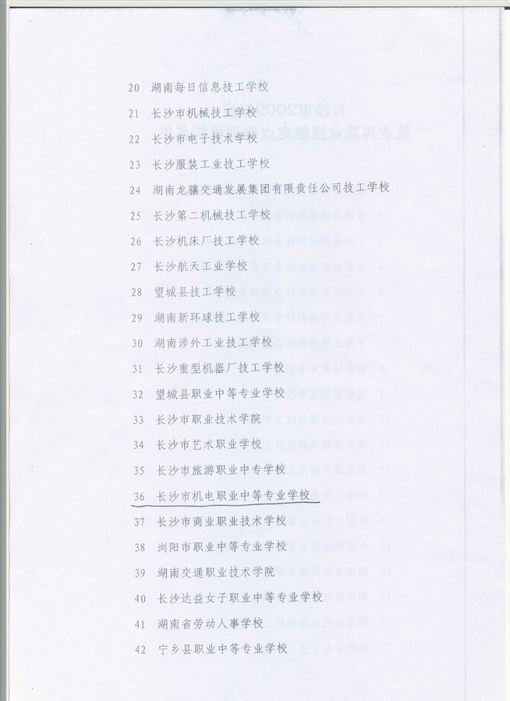 20 湖南每日信息技工学校
21 长沙市机械技工学校
22 长沙市电子技术学校
23 长沙服装工业技工学校
24 湖南龙骧交通发展集团有限责任公司技工学校
25 长沙第二机械技工学校
26 长沙机床厂技工学校
27 长沙航天工业学校
28 望城县技工学校
29 湖南新环球技工学校
30 湖南涉外工业技工学校
31 长沙重型机器厂技工学校
32 望城县职业中等专业学校
33 长沙市职业技术学院
34 长沙市艺术职业学校
35 长沙市旅游职业中专学校
36 长沙市机电职业中等专业学校
37 长沙市商业职业技术学校
38 浏阳市职业中等专业学校
39 湖南交通职业技术学院
40 长沙达益女子职业中等专业学校
41 湖南省劳动人事学校
42 宁乡县职业中等专业学校